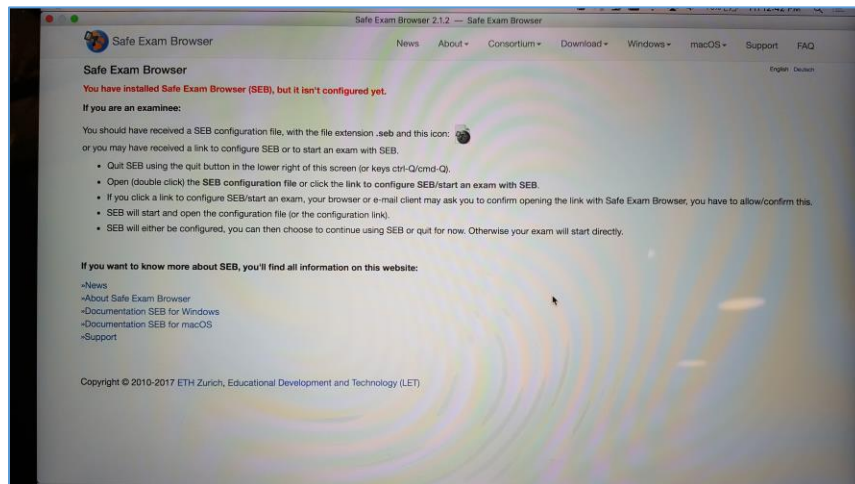 Safe Exam Browser 2.1.2 — Safe Exam Browser
Safe Exam Browser
News About Consortium Download Windows macOS Support FAQ
Safe Exam Browser
English Deutsch
You have installed Safe Exam Browser (SEB), but it isn't configured yet.
If you are an examinee:
You should have received a SEB configuration file, with the file extension .seb and this icon:
or you may have received a link to configure SEB or to start an exam with SEB.
• Quit SEB using the quit button in the lower right of this screen (or keys ctrl-Q/cmd-Q).
• Open (double click) the SEB configuration file or click the link to configure SEB/start an exam with SEB.
• If you click a link to configure SEB/start an exam, your browser or e-mail client may ask you to confirm opening the link with Safe Exam Browser, you have to allow/confirm this.
• SEB will start and open the configuration file (or the configuration link).
• SEB will either be configured, you can then choose to continue using SEB or quit for now. Otherwise your exam will start directly.
If you want to know more about SEB, you'll find all information on this website:
»News
»About Safe Exam Browser
»Documentation SEB for Windows
»Documentation SEB for macOS
»Support
Copyright © 2010-2017 ETH Zurich, Educational Development and Technology (LET)